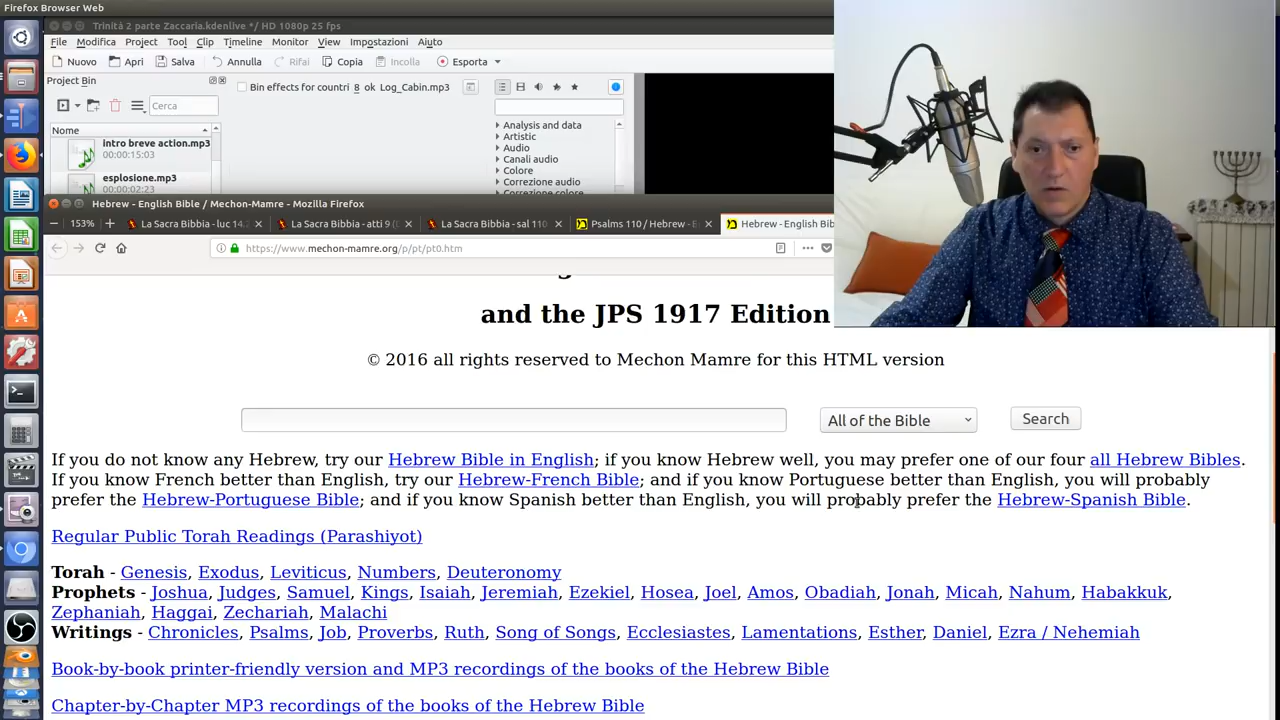 Firefox Browser Web
Trinità 2 parte Zaccaria.kdenlive */ HD 1080p 25 fps
File Modifica Project Tool Clip Timeline Monitor View Impostazioni Aiuto
Nuovo Apri Salva Annulla Rifai Copia Incolla Esporta
Project Bin
Bin effects for countri 8 ok Log_Cabin.mp3
Cerca
Nome
Analysis and data
Artistic
Audio
Canali audio
Colore
Correzione audio
intro breve action.mp3
00:00:15:03
esplosione.mp3
00:00:02:23
Hebrew - English Bible / Mechon-Mamre - Mozilla Firefox
153% La Sacra Bibbia - luc 14.2 La Sacra Bibbia - atti 9 ( La Sacra Bibbia - sal 110 Psalms 110 / Hebrew - E Hebrew - English Bib
https://www.mechon-mamre.org/p/pt/pt0.htm
and the JPS 1917 Edition
© 2016 all rights reserved to Mechon Mamre for this HTML version
All of the Bible Search
If you do not know any Hebrew, try our Hebrew Bible in English; if you know Hebrew well, you may prefer one of our four all Hebrew Bibles.
If you know French better than English, try our Hebrew-French Bible; and if you know Portuguese better than English, you will probably
prefer the Hebrew-Portuguese Bible; and if you know Spanish better than English, you will probably prefer the Hebrew-Spanish Bible.
Regular Public Torah Readings (Parashiyot)
Torah - Genesis, Exodus, Leviticus, Numbers, Deuteronomy
Prophets - Joshua, Judges, Samuel, Kings, Isaiah, Jeremiah, Ezekiel, Hosea, Joel, Amos, Obadiah, Jonah, Micah, Nahum, Habakkuk,
Zephaniah, Haggai, Zechariah, Malachi
Writings - Chronicles, Psalms, Job, Proverbs, Ruth, Song of Songs, Ecclesiastes, Lamentations, Esther, Daniel, Ezra / Nehemiah
Book-by-book printer-friendly version and MP3 recordings of the books of the Hebrew Bible
Chapter-by-Chapter MP3 recordings of the books of the Hebrew Bible